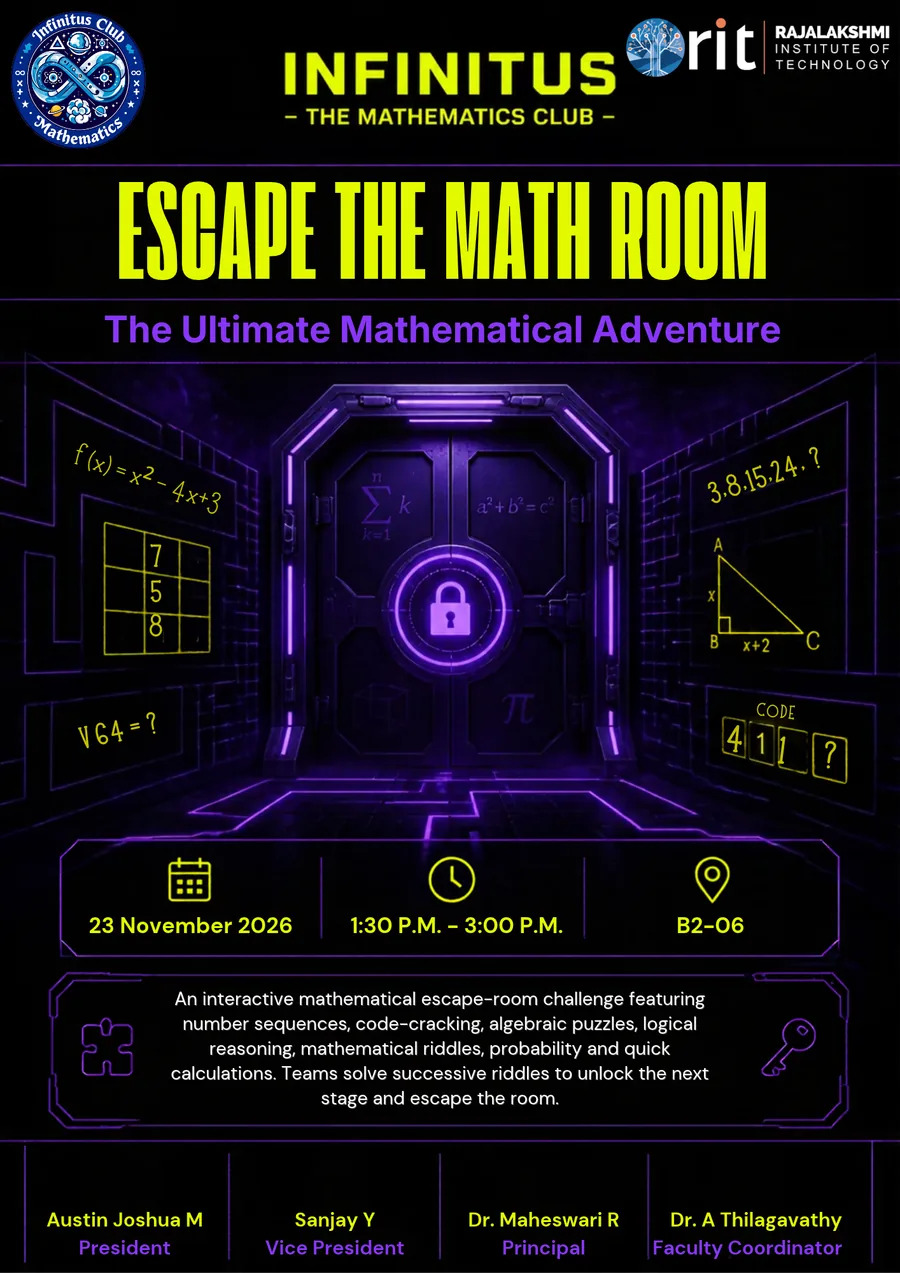 Infinitus Club
Mathematics
INFINITUS
– THE MATHEMATICS CLUB –
rit
RAJALAKSHMI
INSTITUTE OF
TECHNOLOGY
ESCAPE THE MATH ROOM
The Ultimate Mathematical Adventure
f(x) = x² - 4x+3
7
5
8
√64 = ?
n
∑ k
k=1
a²+b²=c²
π
3,8,15,24, ?
A
x
B
x+2
C
CODE
4 1 1 ?
23 November 2026
1:30 P.M. – 3:00 P.M.
B2-06
An interactive mathematical escape-room challenge featuring
number sequences, code-cracking, algebraic puzzles, logical
reasoning, mathematical riddles, probability and quick
calculations. Teams solve successive riddles to unlock the next
stage and escape the room.
Austin Joshua M
President
Sanjay Y
Vice President
Dr. Maheswari R
Principal
Dr. A Thilagavathy
Faculty Coordinator